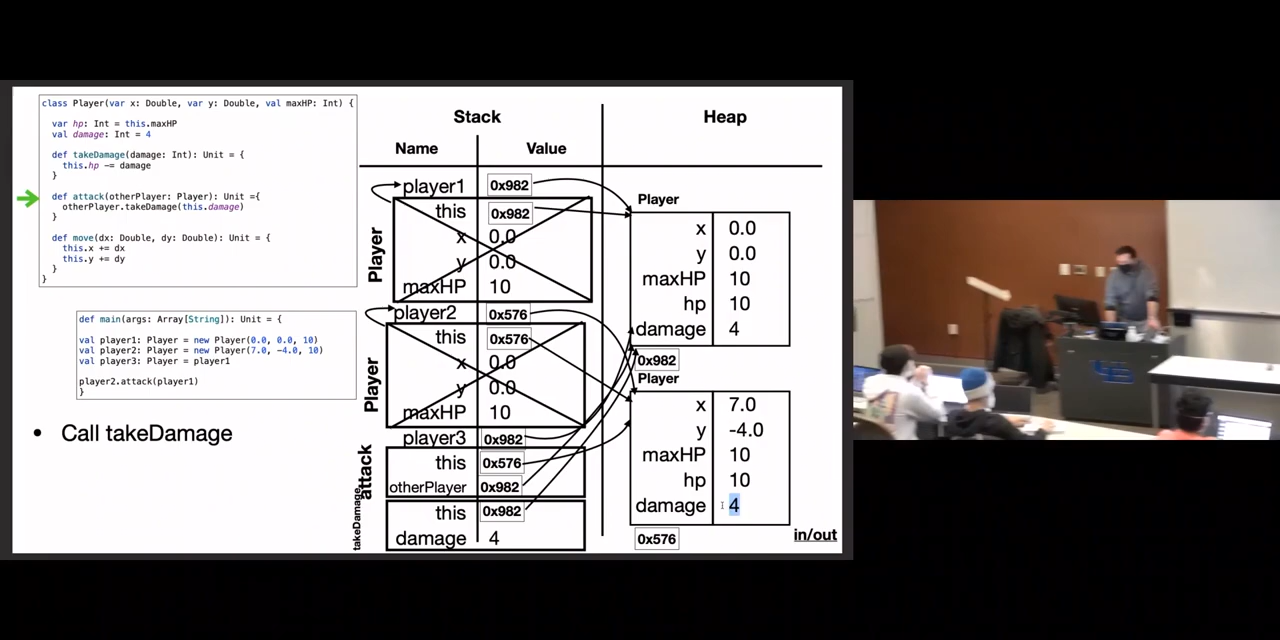 class Player(var x: Double, var y: Double, val maxHP: Int) {
var hp: Int = this.maxHP
val damage: Int = 4
def takeDamage(damage: Int): Unit = {
this.hp -= damage
}
def attack(otherPlayer: Player): Unit ={
otherPlayer.takeDamage(this.damage)
}
def move(dx: Double, dy: Double): Unit = {
this.x += dx
this.y += dy
}
}
def main(args: Array[String]): Unit = {
val player1: Player = new Player(0.0, 0.0, 10)
val player2: Player = new Player(7.0, -4.0, 10)
val player3: Player = player1
player2.attack(player1)
}
• Call takeDamage
Stack
Name Value
player1 0x982
Player
this 0x982
x 0.0
y 0.0
maxHP 10
player2 0x576
Player
this 0x576
x 0.0
y 0.0
maxHP 10
player3 0x982
attack
this 0x576
otherPlayer 0x982
takeDamage
this 0x982
damage 4
Heap
Player
x 0.0
y 0.0
maxHP 10
hp 10
damage 4
0x982
Player
x 7.0
y -4.0
maxHP 10
hp 10
damage 4
0x576
in/out
UB